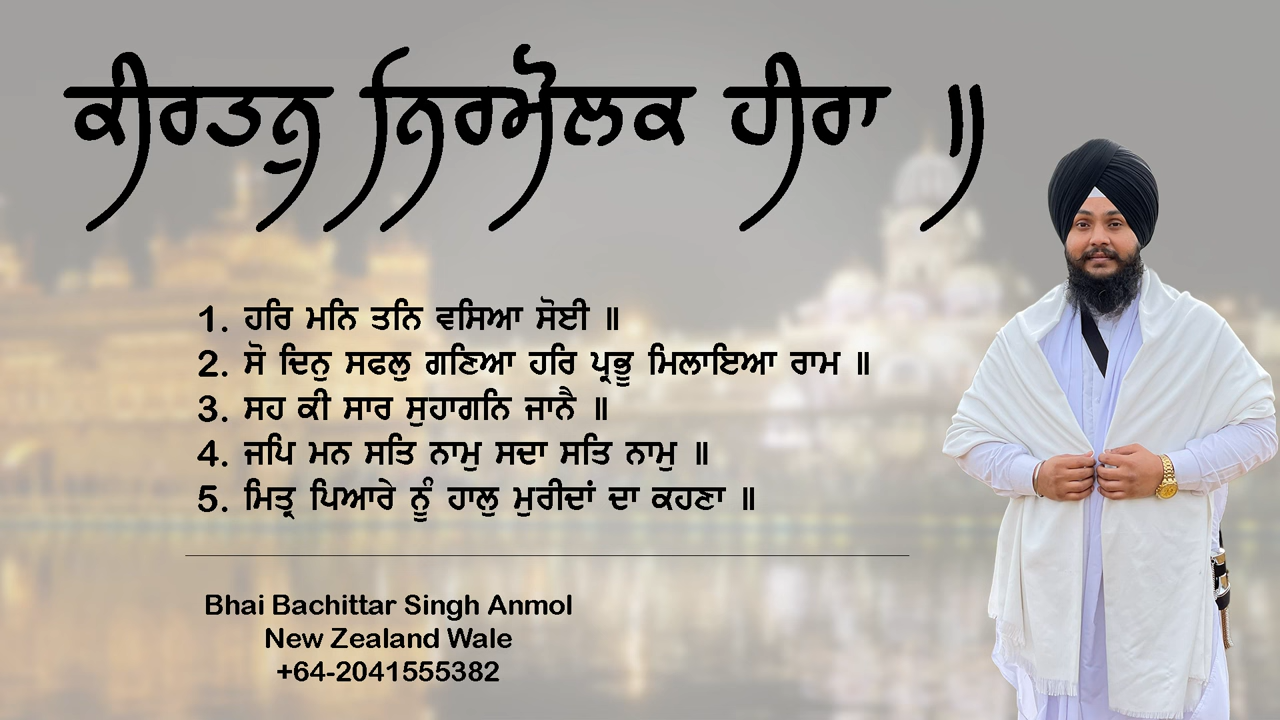 ਕੀਰਤਨੁ ਨਿਰਮੋਲਕ ਹੀਰਾ ॥
1. ਹਰਿ ਮਨਿ ਤਨਿ ਵਸਿਆ ਸੋਈ ॥
2. ਸੋ ਦਿਨੁ ਸਫਲੁ ਗਣਿਆ ਹਰਿ ਪ੍ਰਭੂ ਮਿਲਾਇਆ ਰਾਮ ॥
3. ਸਹ ਕੀ ਸਾਰ ਸੁਹਾਗਨਿ ਜਾਨੈ ॥
4. ਜਪਿ ਮਨ ਸਤਿ ਨਾਮੁ ਸਦਾ ਸਤਿ ਨਾਮੁ ॥
5. ਮਿਤ੍ਰ ਪਿਆਰੇ ਨੂੰ ਹਾਲੁ ਮੁਰੀਦਾਂ ਦਾ ਕਹਣਾ ॥
Bhai Bachittar Singh Anmol
New Zealand Wale
+64-2041555382